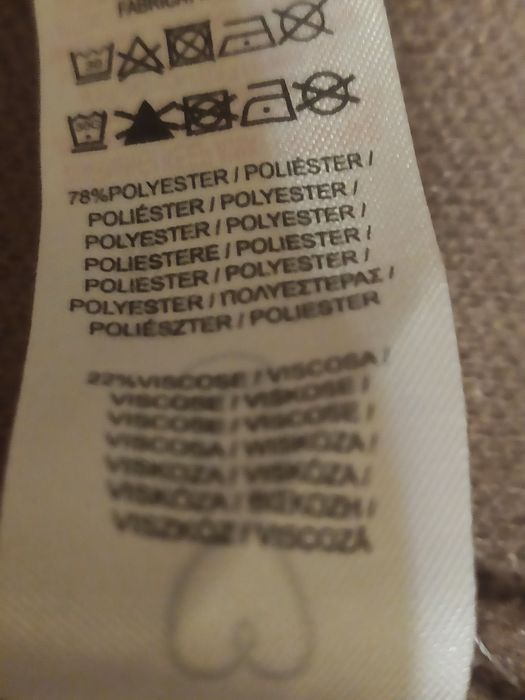 78%POLYESTER / POLIÉSTER /
POLIÉSTER / POLYESTER /
POLYESTER / POLYESTER /
POLIESTERE / POLIESTER /
POLIESTER / POLYESTER /
POLYESTER / ΠΟΛΥΕΣΤΕΡΑΣ /
POLIÉSZTER / POLIESTER
22%VISCOSE / VISCOSA /
VISCOSE / VISKOSE /
VISCOSE / VISCOSE /
VISCOSA / WISKOZA /
VISKOZA / VISKÓZA /
VISKÓZA / ΒΙΣΚΟΖΗ /
VISZKÓZ / VISCOZĂ